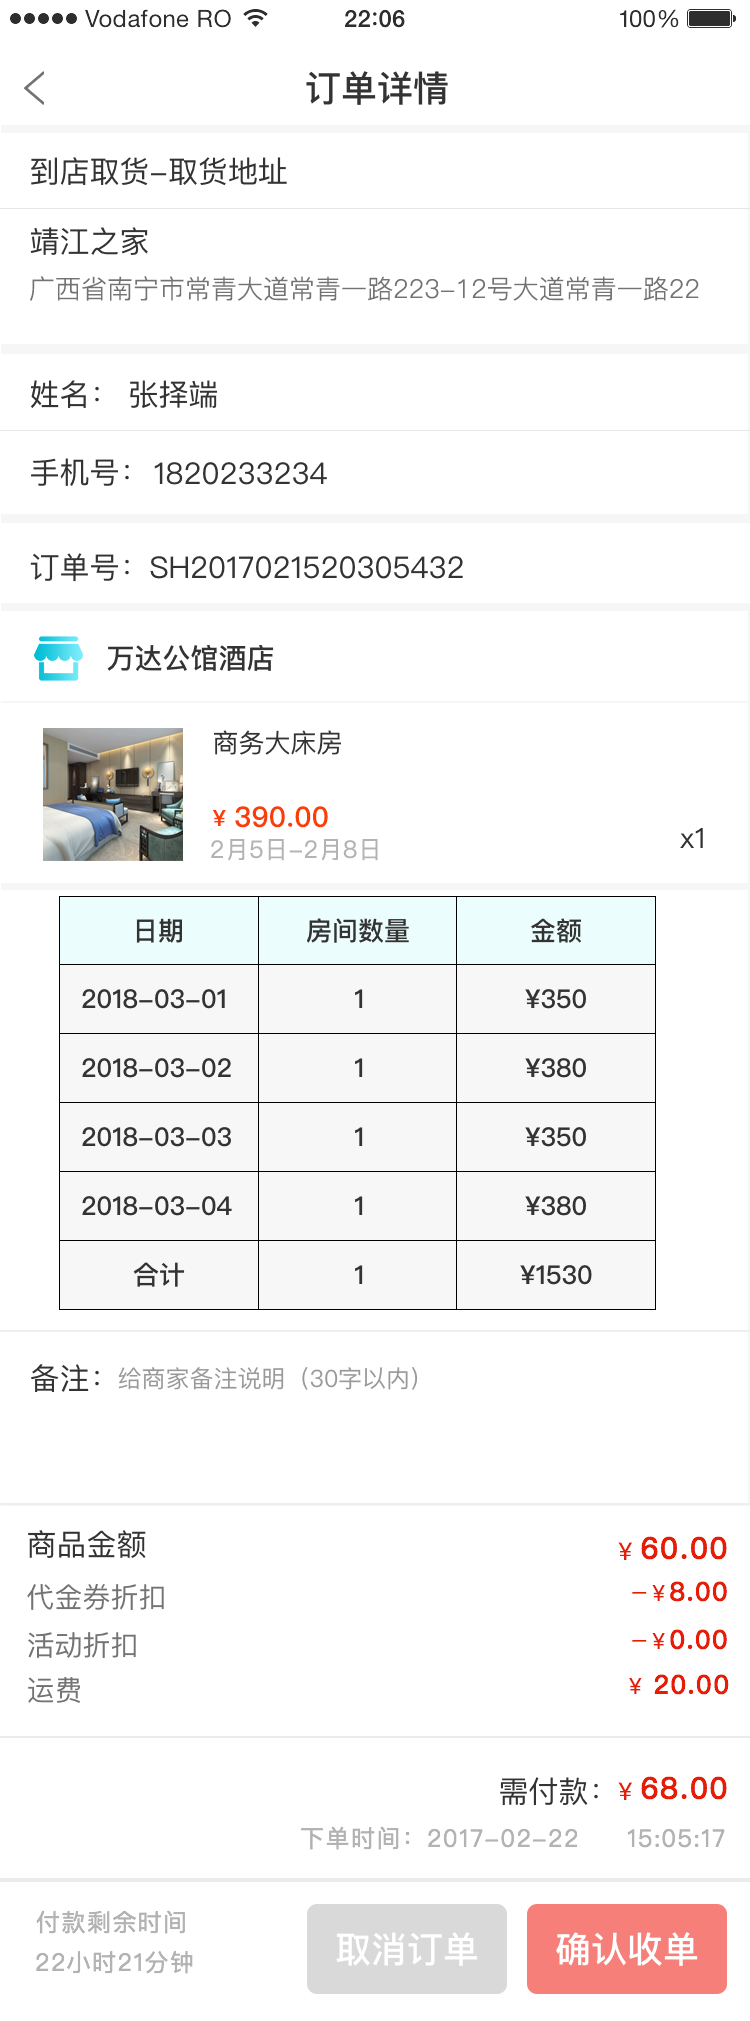 Vodafone RO 22:06 100%
订单详情
到店取货-取货地址
靖江之家
广西省南宁市常青大道常青一路223-12号大道常青一路22
姓名： 张择端
手机号： 1820233234
订单号：SH2017021520305432
万达公馆酒店
商务大床房
¥ 390.00
2月5日-2月8日
x1
日期 房间数量 金额
2018-03-01 1 ¥350
2018-03-02 1 ¥380
2018-03-03 1 ¥350
2018-03-04 1 ¥380
合计 1 ¥1530
备注：给商家备注说明（30字以内）
商品金额 ¥ 60.00
代金券折扣 -¥8.00
活动折扣 -¥0.00
运费 ¥ 20.00
需付款：¥ 68.00
下单时间：2017-02-22 15:05:17
付款剩余时间
22小时21分钟
取消订单 确认收单